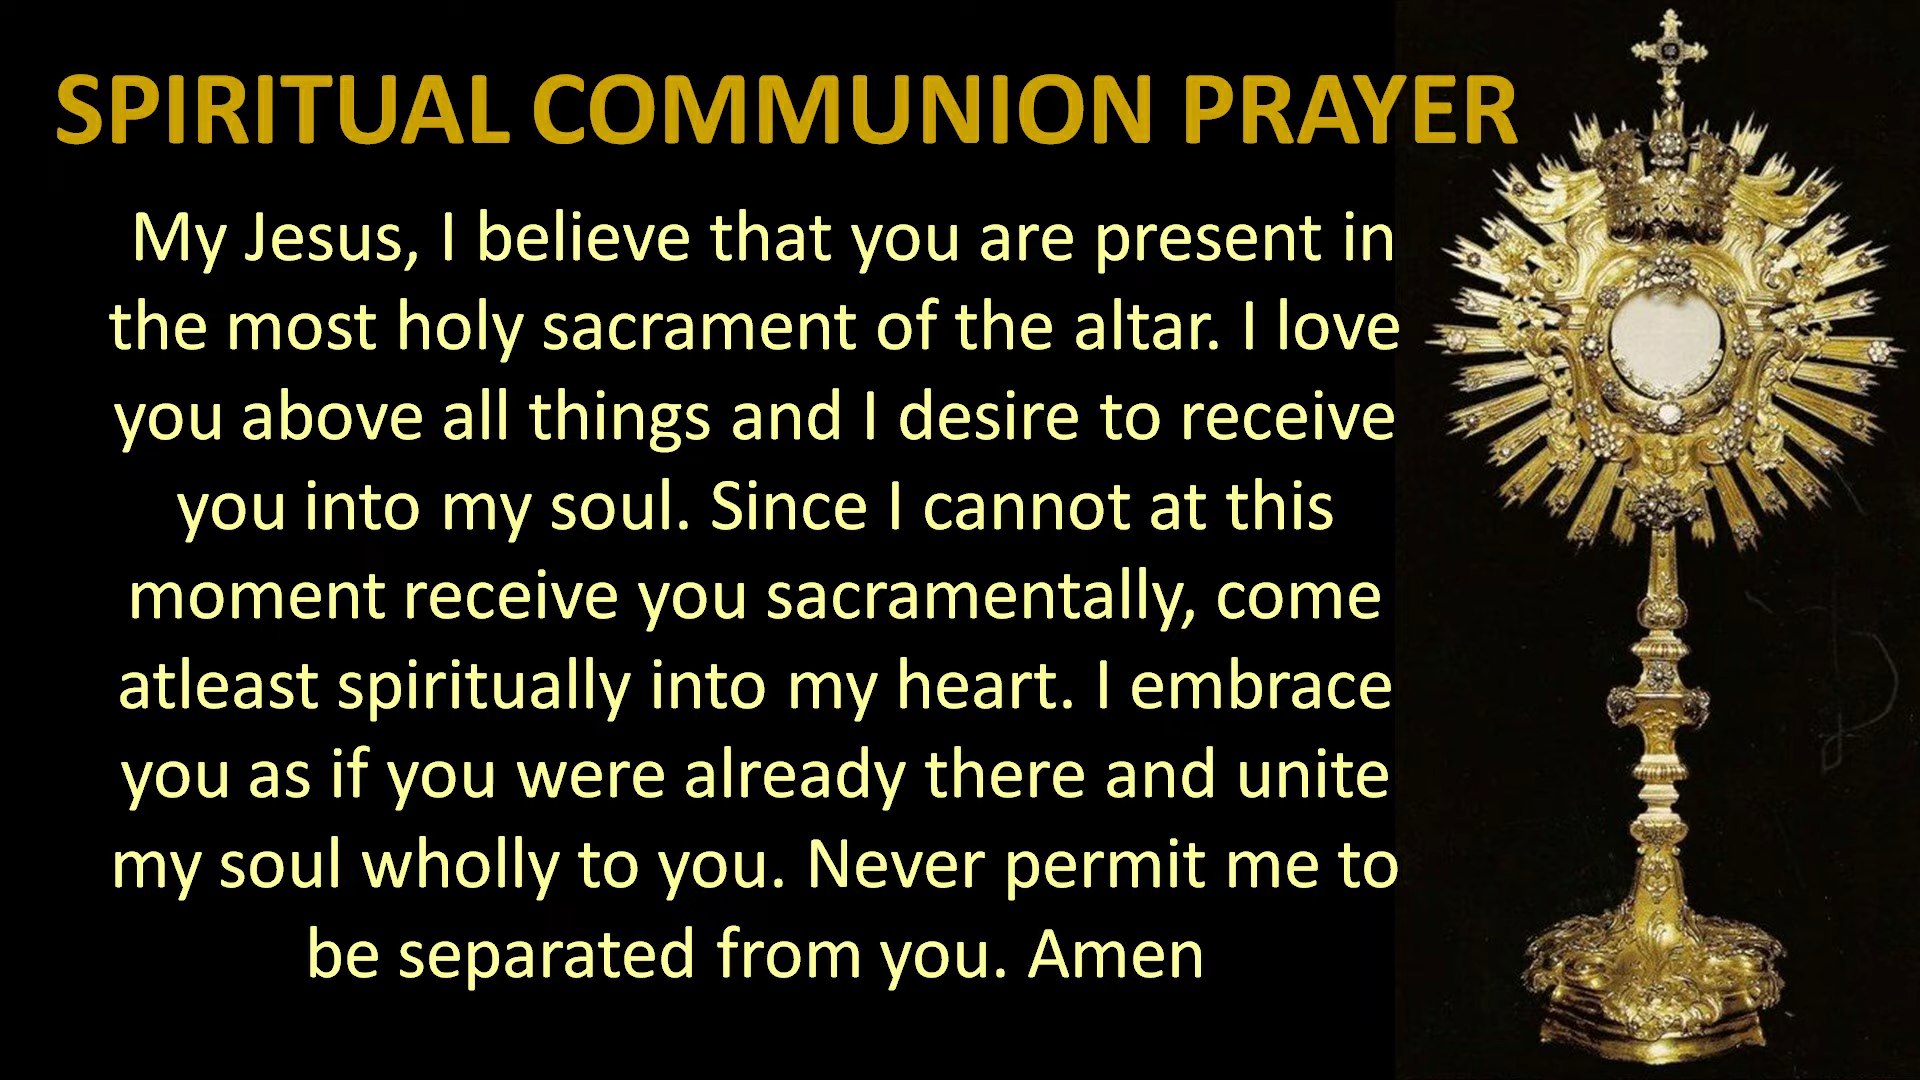 SPIRITUAL COMMUNION PRAYER
My Jesus, I believe that you are present in
the most holy sacrament of the altar. I love
you above all things and I desire to receive
you into my soul. Since I cannot at this
moment receive you sacramentally, come
atleast spiritually into my heart. I embrace
you as if you were already there and unite
my soul wholly to you. Never permit me to
be separated from you. Amen